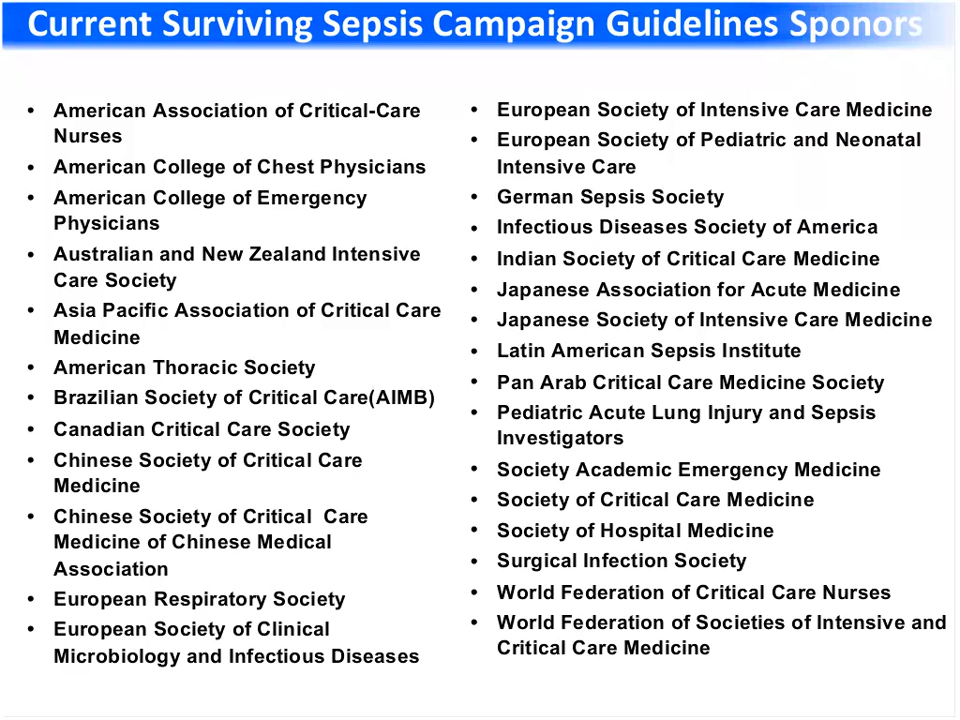 Current Surviving Sepsis Campaign Guidelines Sponors
• American Association of Critical-Care
Nurses
• American College of Chest Physicians
• American College of Emergency
Physicians
• Australian and New Zealand Intensive
Care Society
• Asia Pacific Association of Critical Care
Medicine
• American Thoracic Society
• Brazilian Society of Critical Care(AIMB)
• Canadian Critical Care Society
• Chinese Society of Critical Care
Medicine
• Chinese Society of Critical  Care
Medicine of Chinese Medical
Association
• European Respiratory Society
• European Society of Clinical
Microbiology and Infectious Diseases
• European Society of Intensive Care Medicine
• European Society of Pediatric and Neonatal
Intensive Care
• German Sepsis Society
• Infectious Diseases Society of America
• Indian Society of Critical Care Medicine
• Japanese Association for Acute Medicine
• Japanese Society of Intensive Care Medicine
• Latin American Sepsis Institute
• Pan Arab Critical Care Medicine Society
• Pediatric Acute Lung Injury and Sepsis
Investigators
• Society Academic Emergency Medicine
• Society of Critical Care Medicine
• Society of Hospital Medicine
• Surgical Infection Society
• World Federation of Critical Care Nurses
• World Federation of Societies of Intensive and
Critical Care Medicine